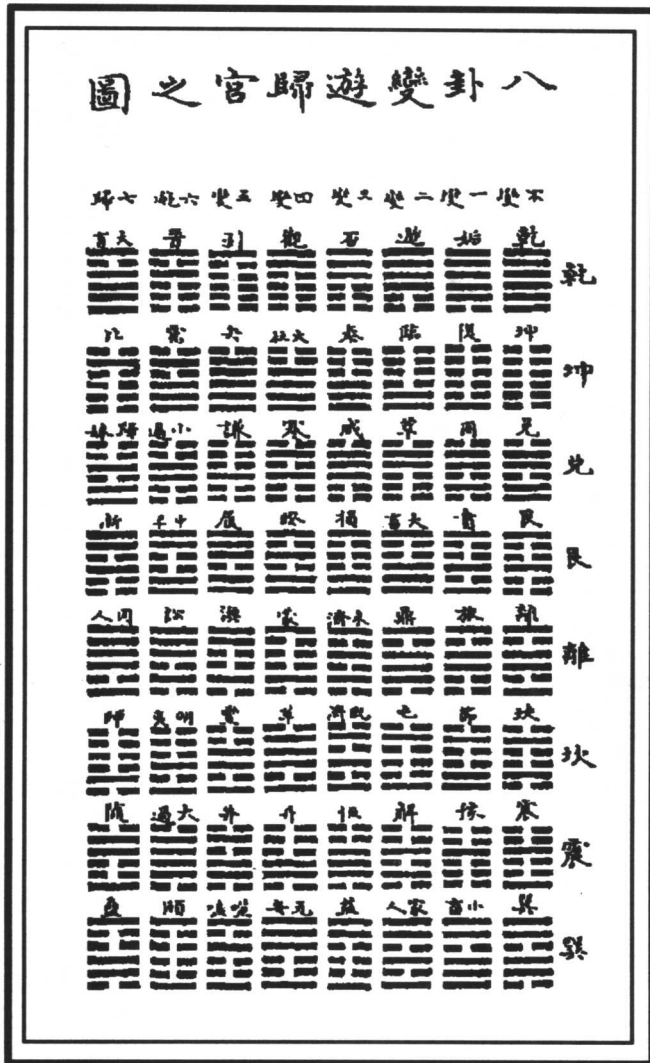 八卦變遊歸宮之圖
不變 一變 二變 三變 四變 五變 六遊 七歸
乾 姤 遯 否 觀 剝 晉 大有
乾
坤 復 臨 泰 大壯 夬 需 比
坤
兌 困 萃 咸 蹇 謙 小過 歸妹
兌
艮 賁 大畜 損 睽 履 中孚 漸
艮
離 旅 鼎 未濟 蒙 渙 訟 同人
離
坎 節 屯 既濟 革 豐 明夷 師
坎
震 豫 解 恒 升 井 大過 隨
震
巽 小畜 家人 益 无妄 噬嗑 頤 蠱
巽